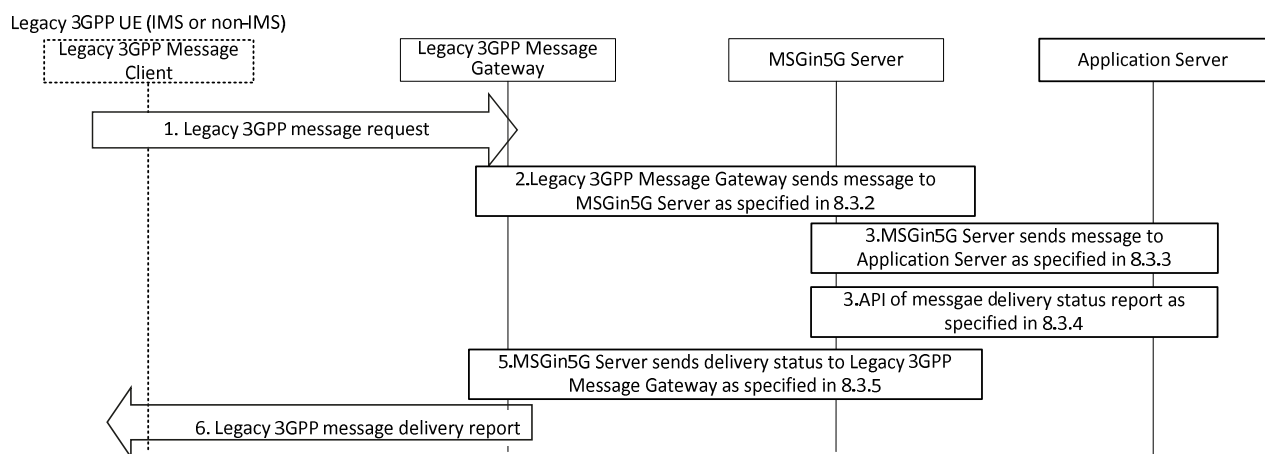 Legacy 3GPP UE (IMS or non-IMS)
Legacy 3GPP Message
Client
Legacy 3GPP Message
Gateway
MSGin5G Server
Application Server
1. Legacy 3GPP message request
2.Legacy 3GPP Message Gateway sends message to
MSGin5G Server as specified in 8.3.2
3.MSGin5G Server sends message to
Application Server as specified in 8.3.3
3.API of messgae delivery status report as
specified in 8.3.4
5.MSGin5G Server sends delivery status to Legacy 3GPP
Message Gateway as specified in 8.3.5
6. Legacy 3GPP message delivery report